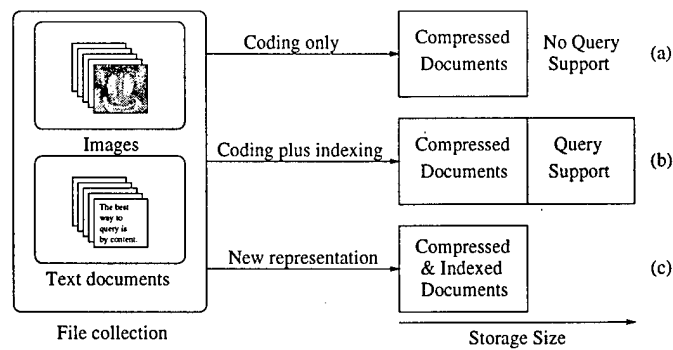 Coding only
Compressed
Documents
No Query
Support
(a)
Images
Coding plus indexing
Compressed
Documents
Query
Support
(b)
The best
way to
query is
by content.
Text documents
New representation
Compressed
& Indexed
Documents
(c)
File collection
Storage Size